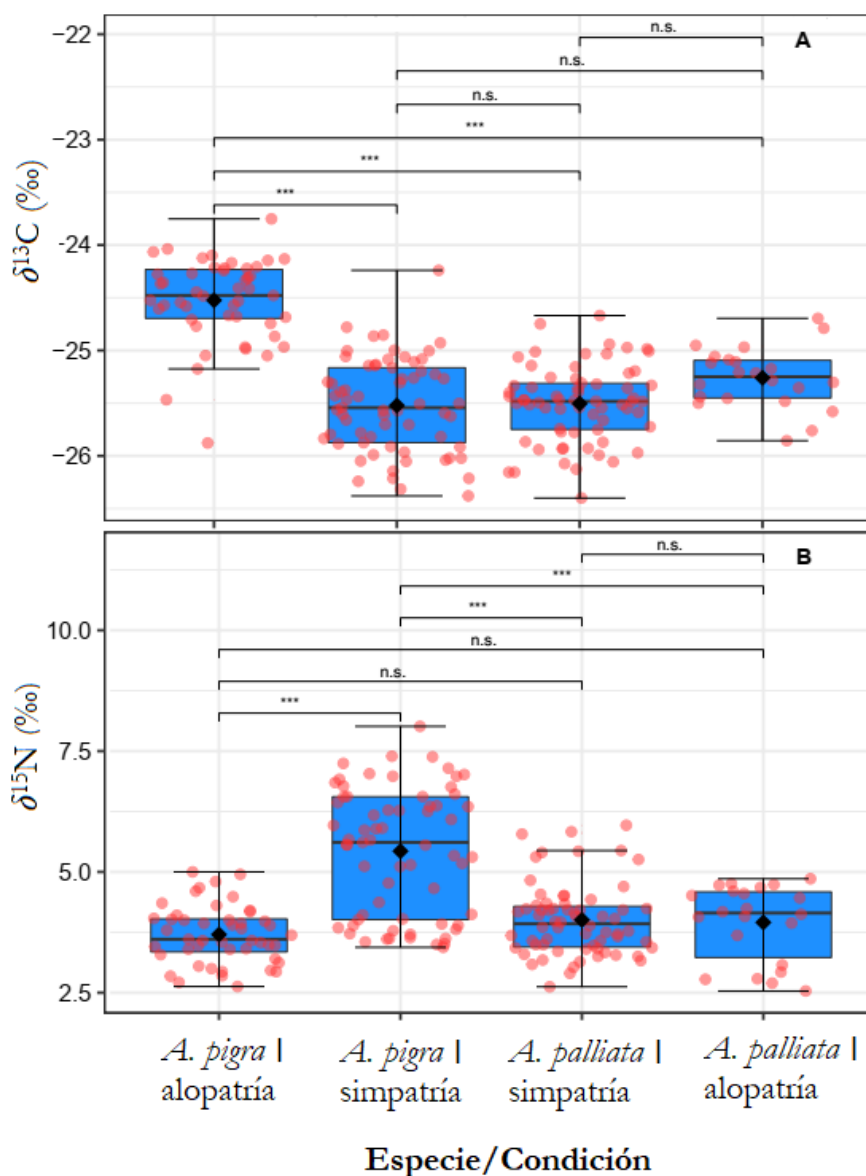 −22
n.s.
A
n.s.
n.s.
−23
***
***
***
δ¹³C (‰)
-24
−25
−26
n.s.
B
***
10.0
***
n.s.
n.s.
***
7.5
δ¹⁵N (‰)
5.0
2.5
A. pigra | A. pigra | A. palliata | A. palliata |
alopatría simpatría simpatría alopatría
Especie/Condición